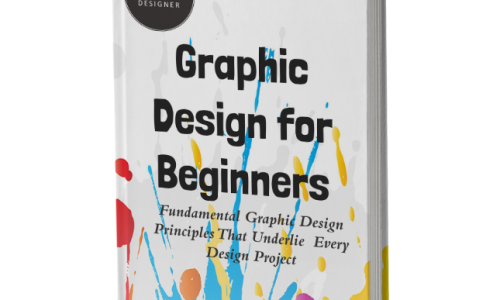 DESIGNER
Graphic
Design for
Beginners
Fundamental Graphic Design
Principles That Underlie Every
Design Project